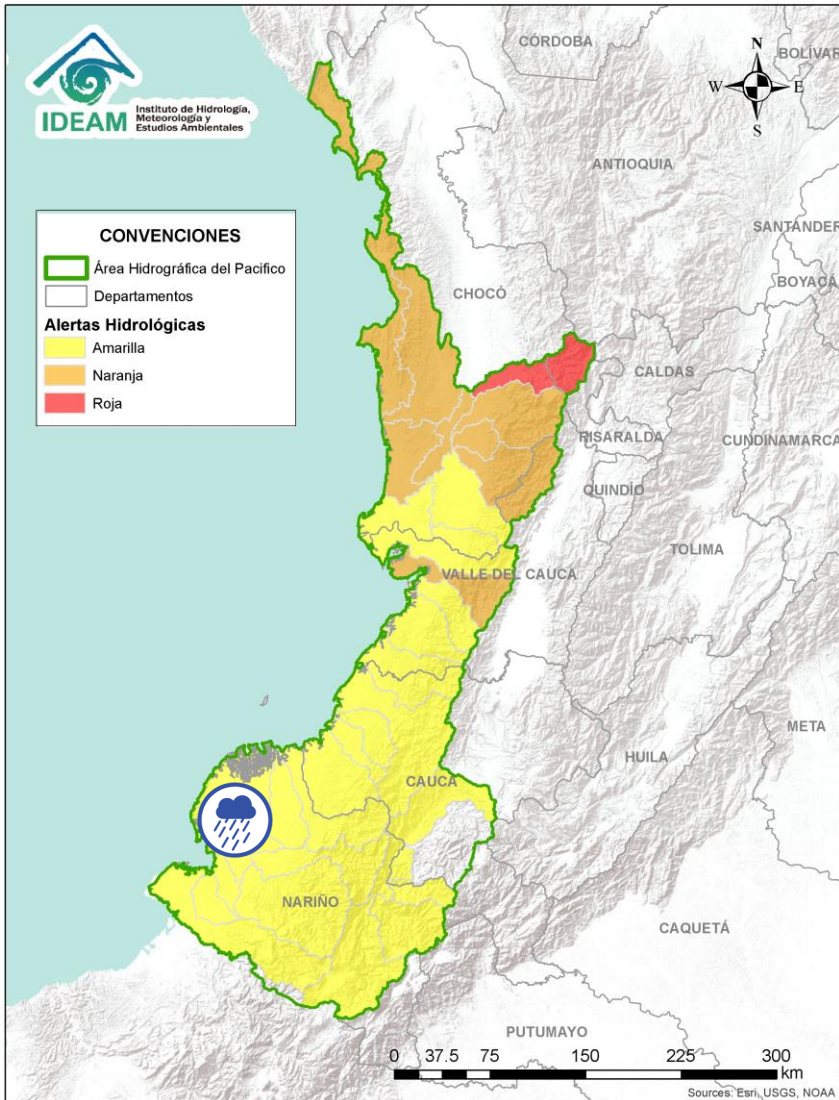 IDEAM
Instituto de Hidrología,
Meteorología y
Estudios Ambientales
CÓRDOBA
BOLÍVAR
N
W
E
S
ANTIOQUIA
SANTANDER
BOYACÁ
CONVENCIONES
Área Hidrográfica del Pacifico
Departamentos
Alertas Hidrológicas
Amarilla
Naranja
Roja
CHOCÓ
CALDAS
RISARALDA
CUNDINAMARCA
QUINDÍO
TOLIMA
VALLE DEL CAUCA
META
HUILA
CAUCA
NARIÑO
CAQUETÁ
PUTUMAYO
0 37.5 75 150 225 300
km
Sources: Esri, USGS, NOAA